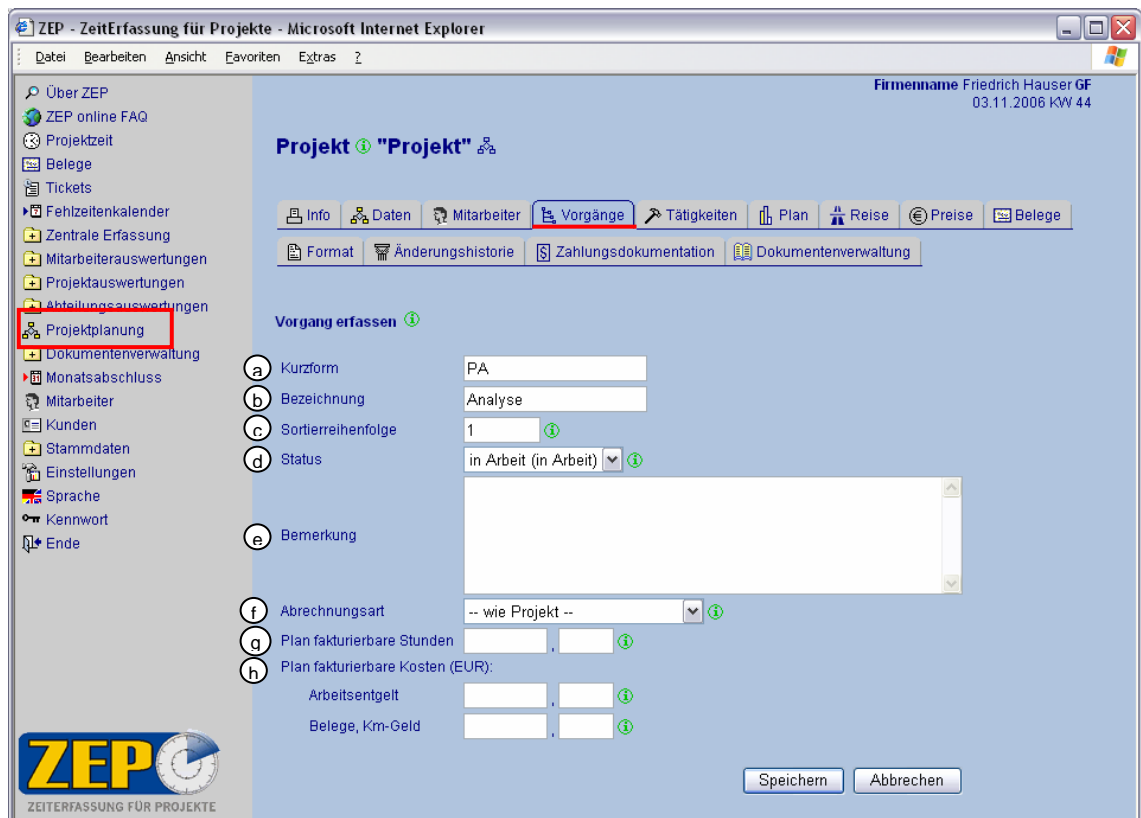 ZEP - ZeitErfassung für Projekte - Microsoft Internet Explorer
Datei Bearbeiten Ansicht Favoriten Extras ?
Firmenname Friedrich Hauser GF
03.11.2006 KW 44
Über ZEP
ZEP online FAQ
Projektzeit
Belege
Tickets
Fehlzeitenkalender
Zentrale Erfassung
Mitarbeiterauswertungen
Projektauswertungen
Abteilungsauswertungen
Projektplanung
Dokumentenverwaltung
Monatsabschluss
Mitarbeiter
Kunden
Stammdaten
Einstellungen
Sprache
Kennwort
Ende
ZEP
ZEITERFASSUNG FÜR PROJEKTE
Projekt "Projekt"
Info Daten Mitarbeiter Vorgänge Tätigkeiten Plan Reise Preise Belege
Format Änderungshistorie Zahlungsdokumentation Dokumentenverwaltung
Vorgang erfassen
a Kurzform PA
b Bezeichnung Analyse
c Sortierreihenfolge 1
d Status in Arbeit (in Arbeit)
e Bemerkung
f Abrechnungsart -- wie Projekt --
g Plan fakturierbare Stunden ,
h Plan fakturierbare Kosten (EUR):
Arbeitsentgelt ,
Belege, Km-Geld ,
Speichern Abbrechen